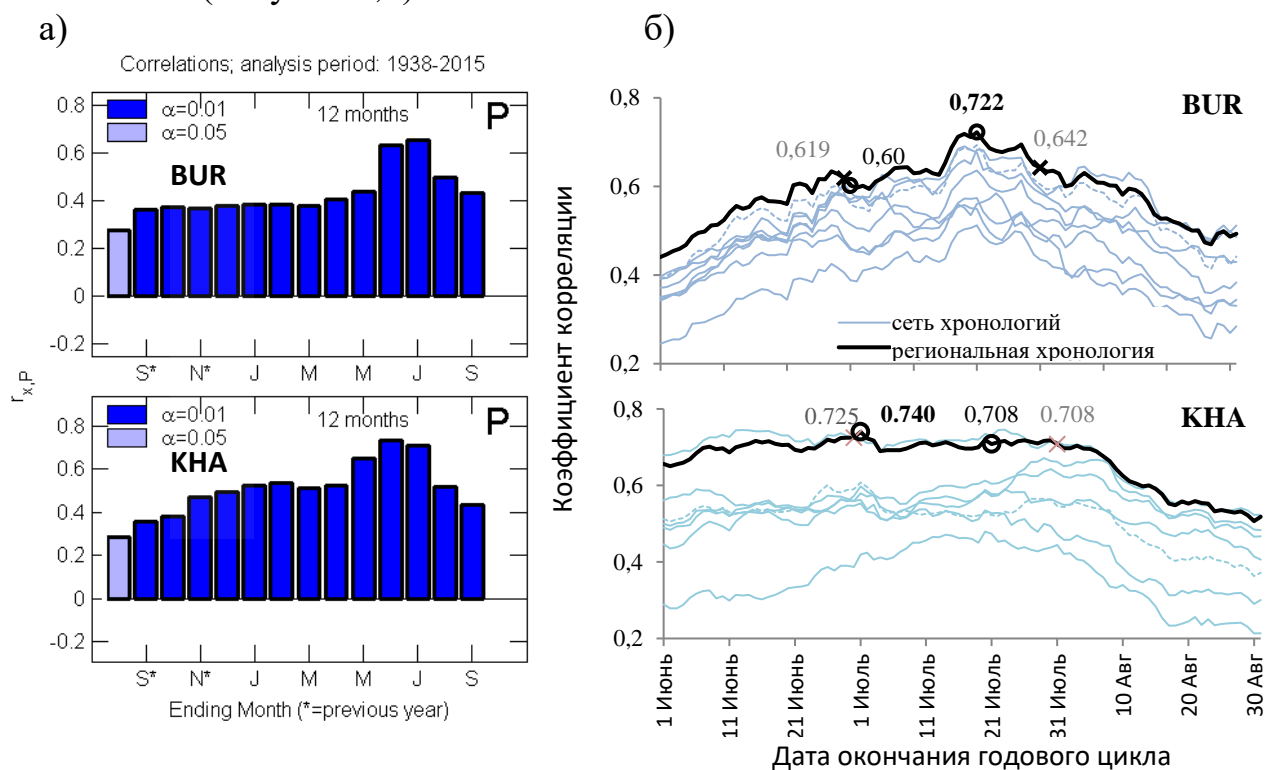 а)
б)
Correlations; analysis period: 1938-2015
0.8
0.6
0.4
0.2
0
-0.2
α=0.01
α=0.05
12 months
P
BUR
S* N* J M M J S
r x,P
0.8
0.6
0.4
0.2
0
-0.2
α=0.01
α=0.05
12 months
P
KHA
S* N* J M M J S
Ending Month (*=previous year)
Коэффициент корреляции
0,8
0,6
0,4
0,2
BUR
0,722
0,619
0,60
0,642
сеть хронологий
региональная хронология
0,8
0,6
0,4
0,2
KHA
0.725
0.740
0,708
0.708
1 Июнь
11 Июнь
21 Июнь
1 Июль
11 Июль
21 Июль
31 Июль
10 Авг
20 Авг
30 Авг
Дата окончания годового цикла